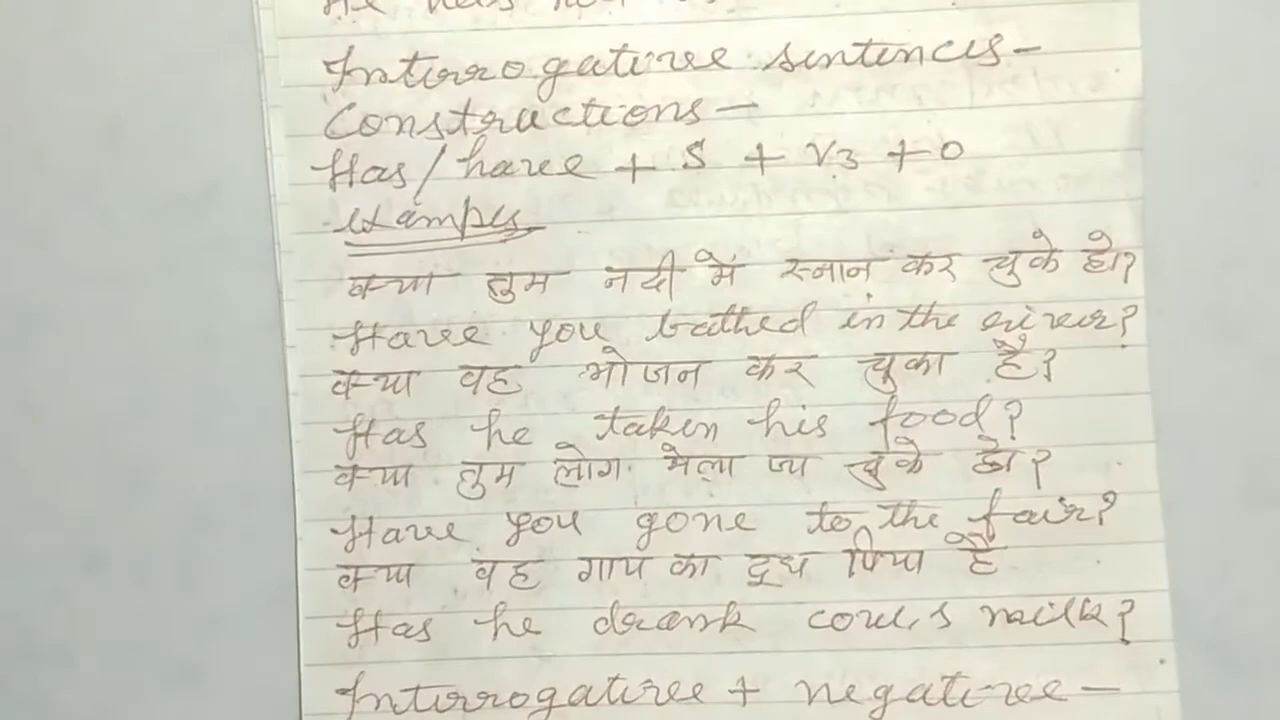 Interrogative sentences-
Constructions-
Has/have + S + V3 + O
Examples
क्या तुम नदी में स्नान कर चुके हो?
Have you bathed in the river?
क्या वह भोजन कर चुका है?
Has he taken his food?
क्या तुम लोग मेला जा चुके हो?
Have you gone to the fair?
क्या वह गाय का दूध पिया है
Has he drank cow's milk?
Interrogative + negative-